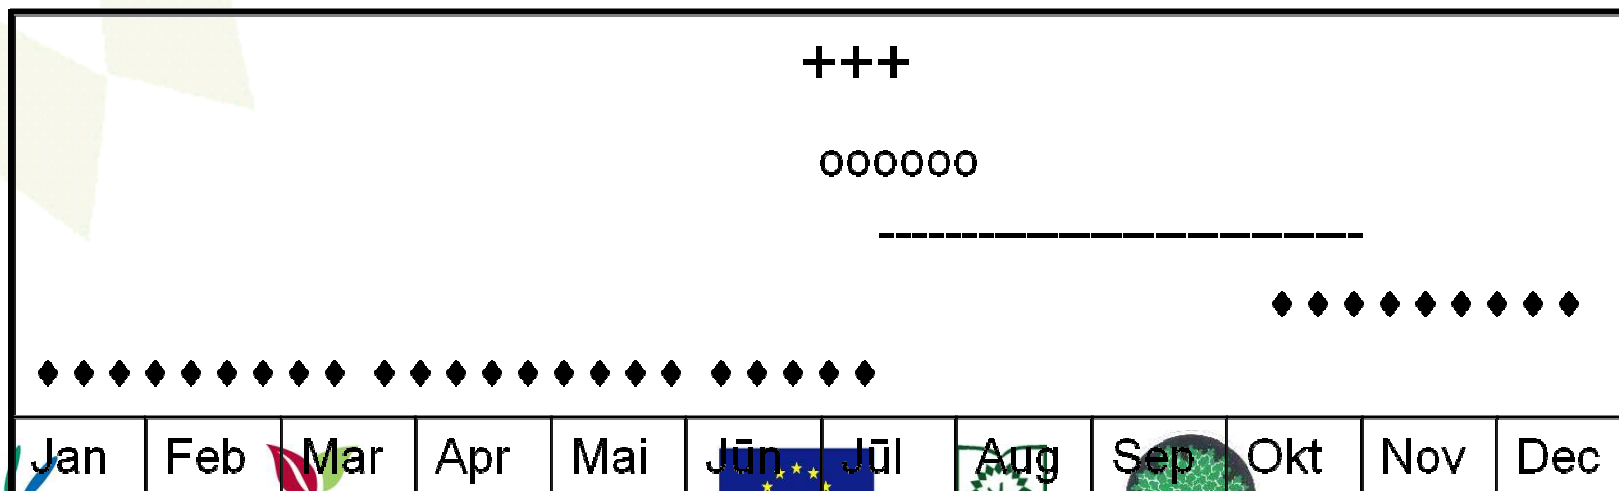 +++
oooooo
------------------------------
♦♦♦♦♦♦♦♦♦
♦♦♦♦♦♦♦♦♦ ♦♦♦♦♦♦♦♦♦ ♦♦♦♦♦
Jan Feb Mar Apr Mai Jūn Jūl Aug Sep Okt Nov Dec